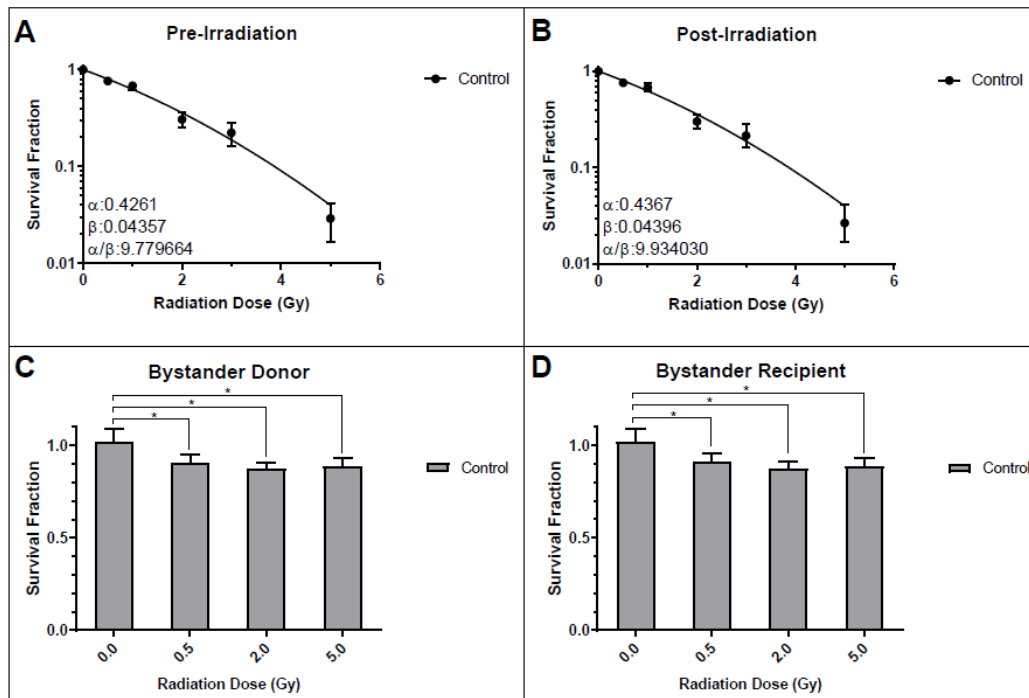 A
Pre-Irradiation
Control
1
0.1
0.01
Survival Fraction
α:0.4261
β:0.04357
α/β:9.779664
0 2 4 6
Radiation Dose (Gy)
B
Post-Irradiation
Control
1
0.1
0.01
Survival Fraction
α:0.4367
β:0.04396
α/β:9.934030
0 2 4 6
Radiation Dose (Gy)
C
Bystander Donor
*
*
*
Control
1.0
0.5
0.0
Survival Fraction
0.0 0.5 2.0 5.0
Radiation Dose (Gy)
D
Bystander Recipient
*
*
*
Control
1.0
0.5
0.0
Survival Fraction
0.0 0.5 2.0 5.0
Radiation Dose (Gy)